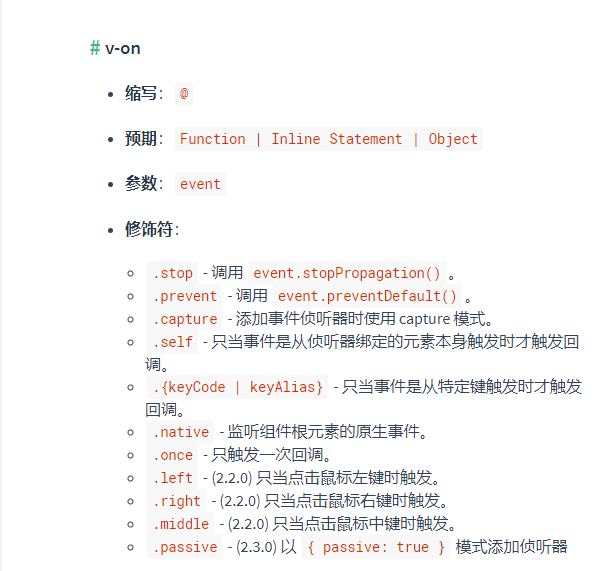 # v-on
缩写： @
预期： Function | Inline Statement | Object
参数： event
修饰符：
.stop - 调用 event.stopPropagation() 。
.prevent - 调用 event.preventDefault() 。
.capture - 添加事件侦听器时使用 capture 模式。
.self - 只当事件是从侦听器绑定的元素本身触发时才触发回
调。
.{keyCode | keyAlias} - 只当事件是从特定键触发时才触发
回调。
.native - 监听组件根元素的原生事件。
.once - 只触发一次回调。
.left - (2.2.0) 只当点击鼠标左键时触发。
.right - (2.2.0) 只当点击鼠标右键时触发。
.middle - (2.2.0) 只当点击鼠标中键时触发。
.passive - (2.3.0) 以 { passive: true } 模式添加侦听器